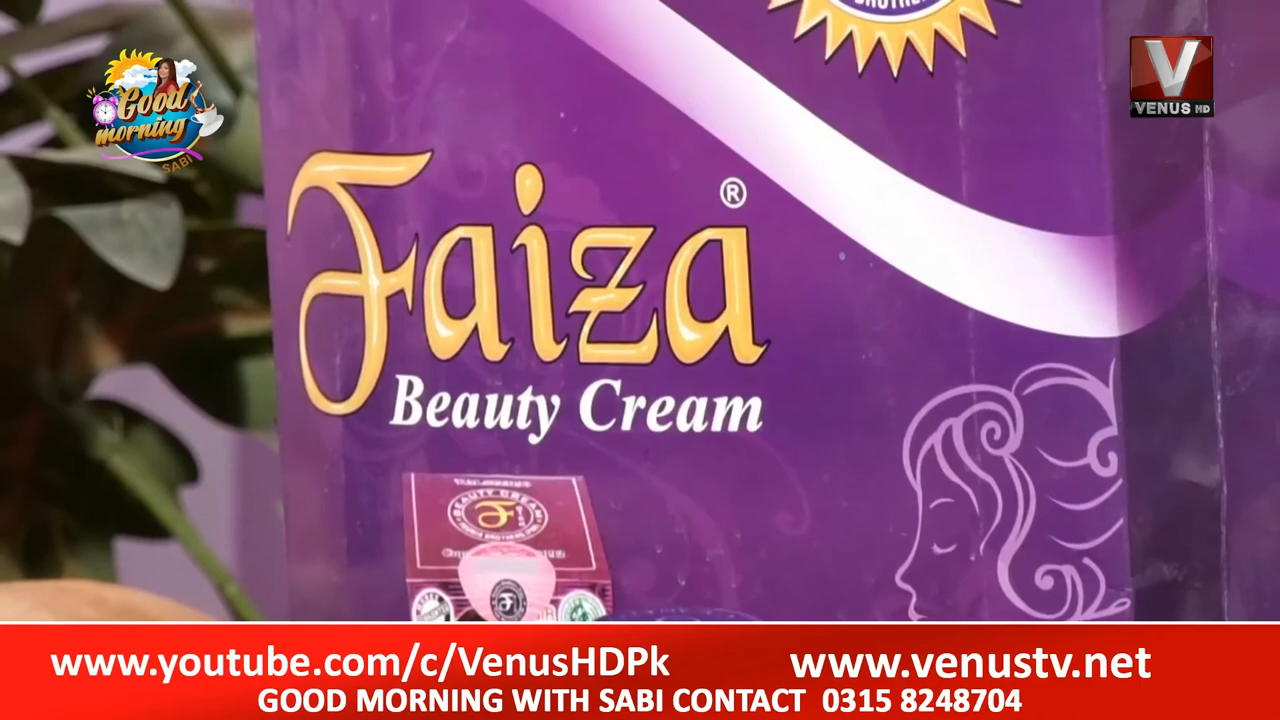 Good
morning
SABI
V
VENUS HD
Faiza®
Beauty Cream
BEAUTY CREAM
F
www.youtube.com/c/VenusHDPk
www.venustv.net
GOOD MORNING WITH SABI CONTACT 0315 8248704